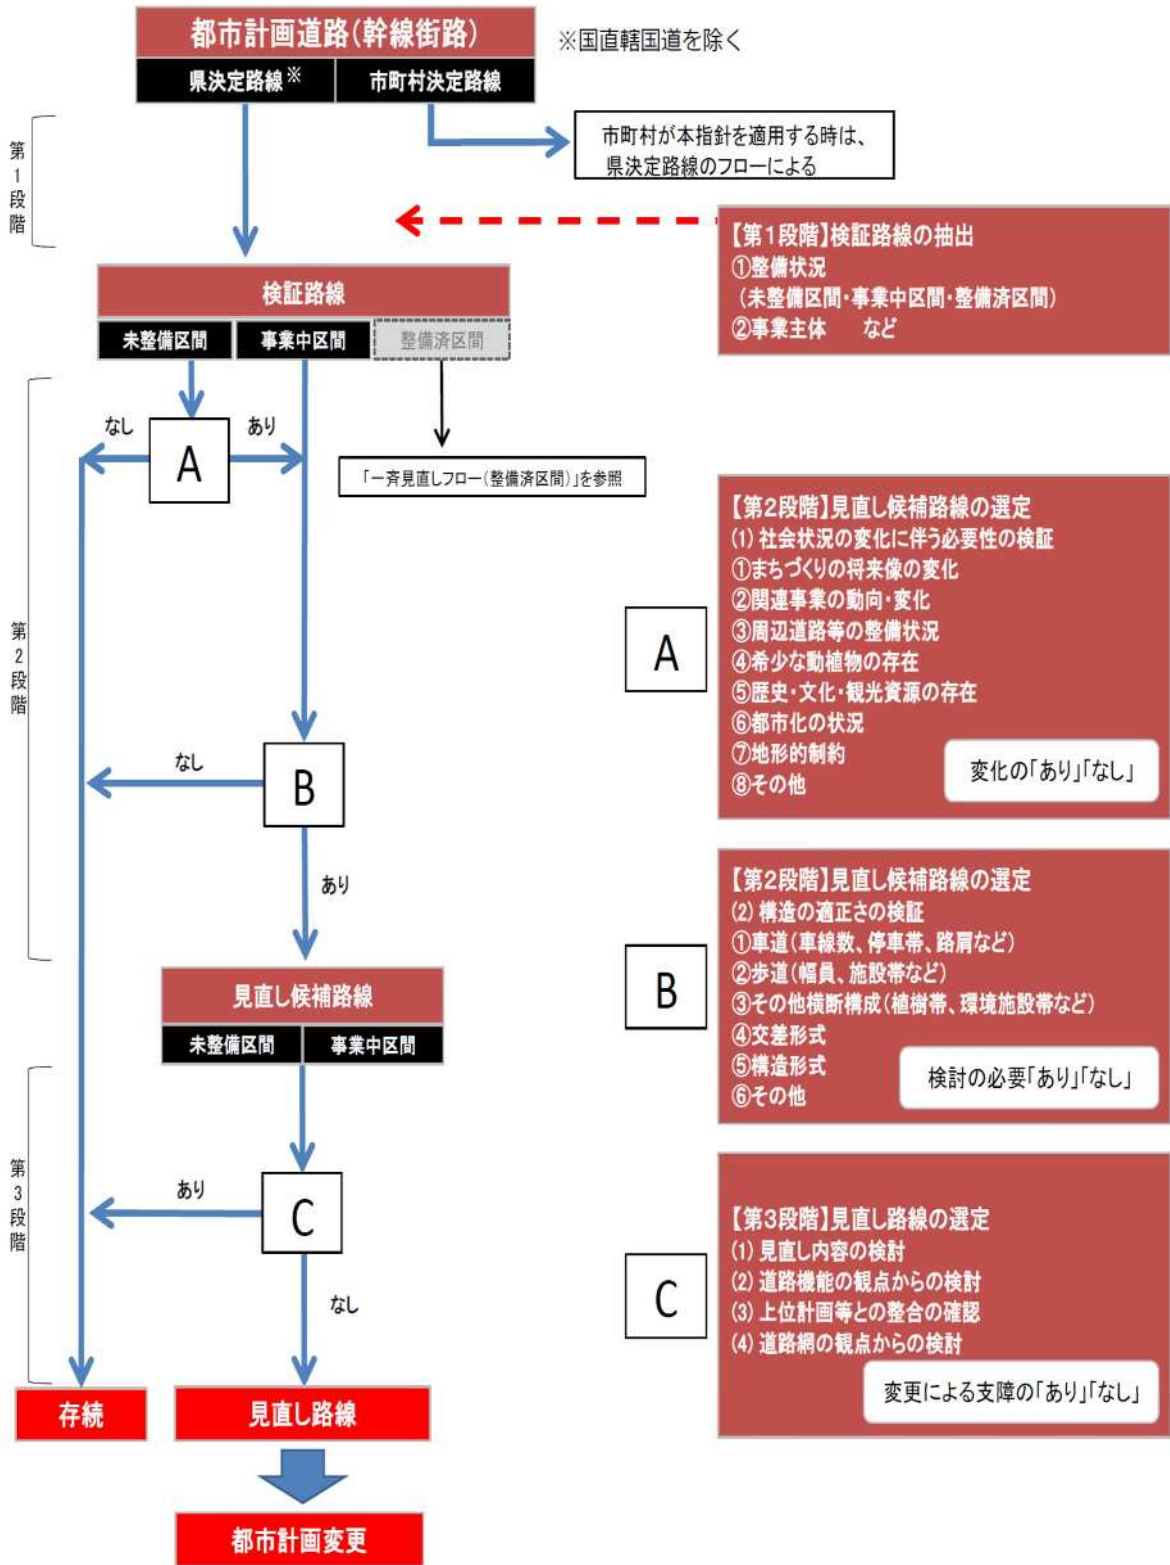 都市計画道路(幹線街路)
※国直轄国道を除く
県決定路線※
市町村決定路線
第1段階
市町村が本指針を適用する時は、
県決定路線のフローによる
【第1段階】検証路線の抽出
①整備状況
(未整備区間・事業中区間・整備済区間)
②事業主体 など
検証路線
未整備区間
事業中区間
整備済区間
第2段階
なし
A
あり
「一斉見直しフロー(整備済区間)」を参照
A
【第2段階】見直し候補路線の選定
(1) 社会状況の変化に伴う必要性の検証
①まちづくりの将来像の変化
②関連事業の動向・変化
③周辺道路等の整備状況
④希少な動植物の存在
⑤歴史・文化・観光資源の存在
⑥都市化の状況
⑦地形的制約
⑧その他
変化の「あり」「なし」
なし
B
あり
B
【第2段階】見直し候補路線の選定
(2) 構造の適正さの検証
①車道(車線数、停車帯、路肩など)
②歩道(幅員、施設帯など)
③その他横断構成(植樹帯、環境施設帯など)
④交差形式
⑤構造形式
⑥その他
検討の必要「あり」「なし」
見直し候補路線
未整備区間
事業中区間
第3段階
あり
C
なし
C
【第3段階】見直し路線の選定
(1) 見直し内容の検討
(2) 道路機能の観点からの検討
(3) 上位計画等との整合の確認
(4) 道路網の観点からの検討
変更による支障の「あり」「なし」
存続
見直し路線
都市計画変更